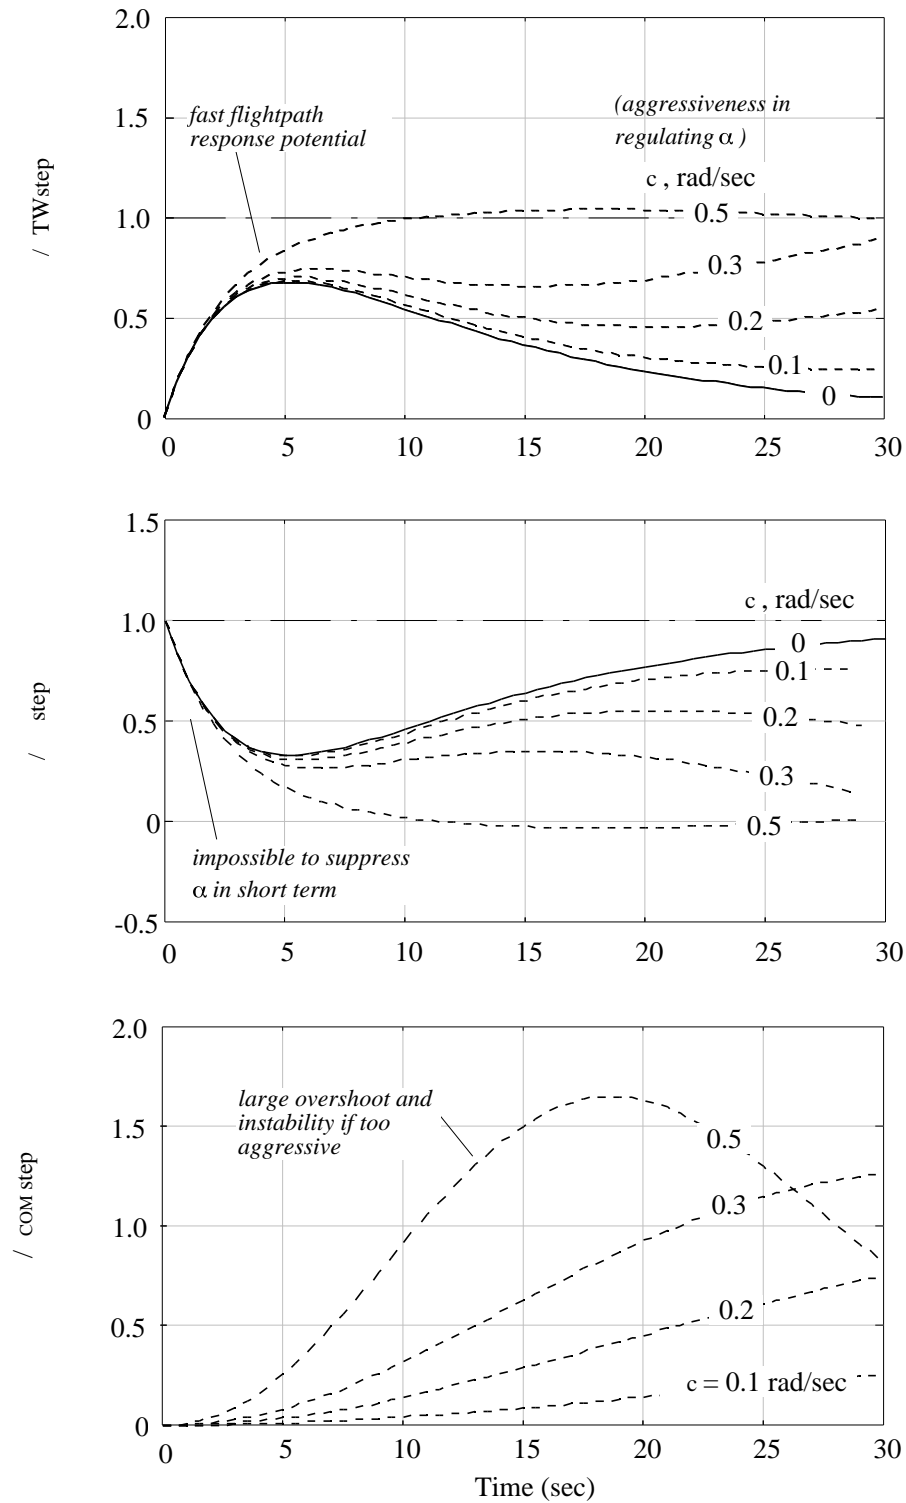 2.0
1.5
1.0
0.5
0
/ TWstep
fast flightpath
response potential
(aggressiveness in
regulating α )
c , rad/sec
0.5
0.3
0.2
0.1
0
0 5 10 15 20 25 30
1.5
1.0
0.5
0
-0.5
/ step
c , rad/sec
0
0.1
0.2
0.3
0.5
impossible to suppress
α in short term
0 5 10 15 20 25 30
2.0
1.5
1.0
0.5
0
/ COM step
large overshoot and
instability if too
aggressive
0.5
0.3
0.2
c = 0.1 rad/sec
0 5 10 15 20 25 30
Time (sec)